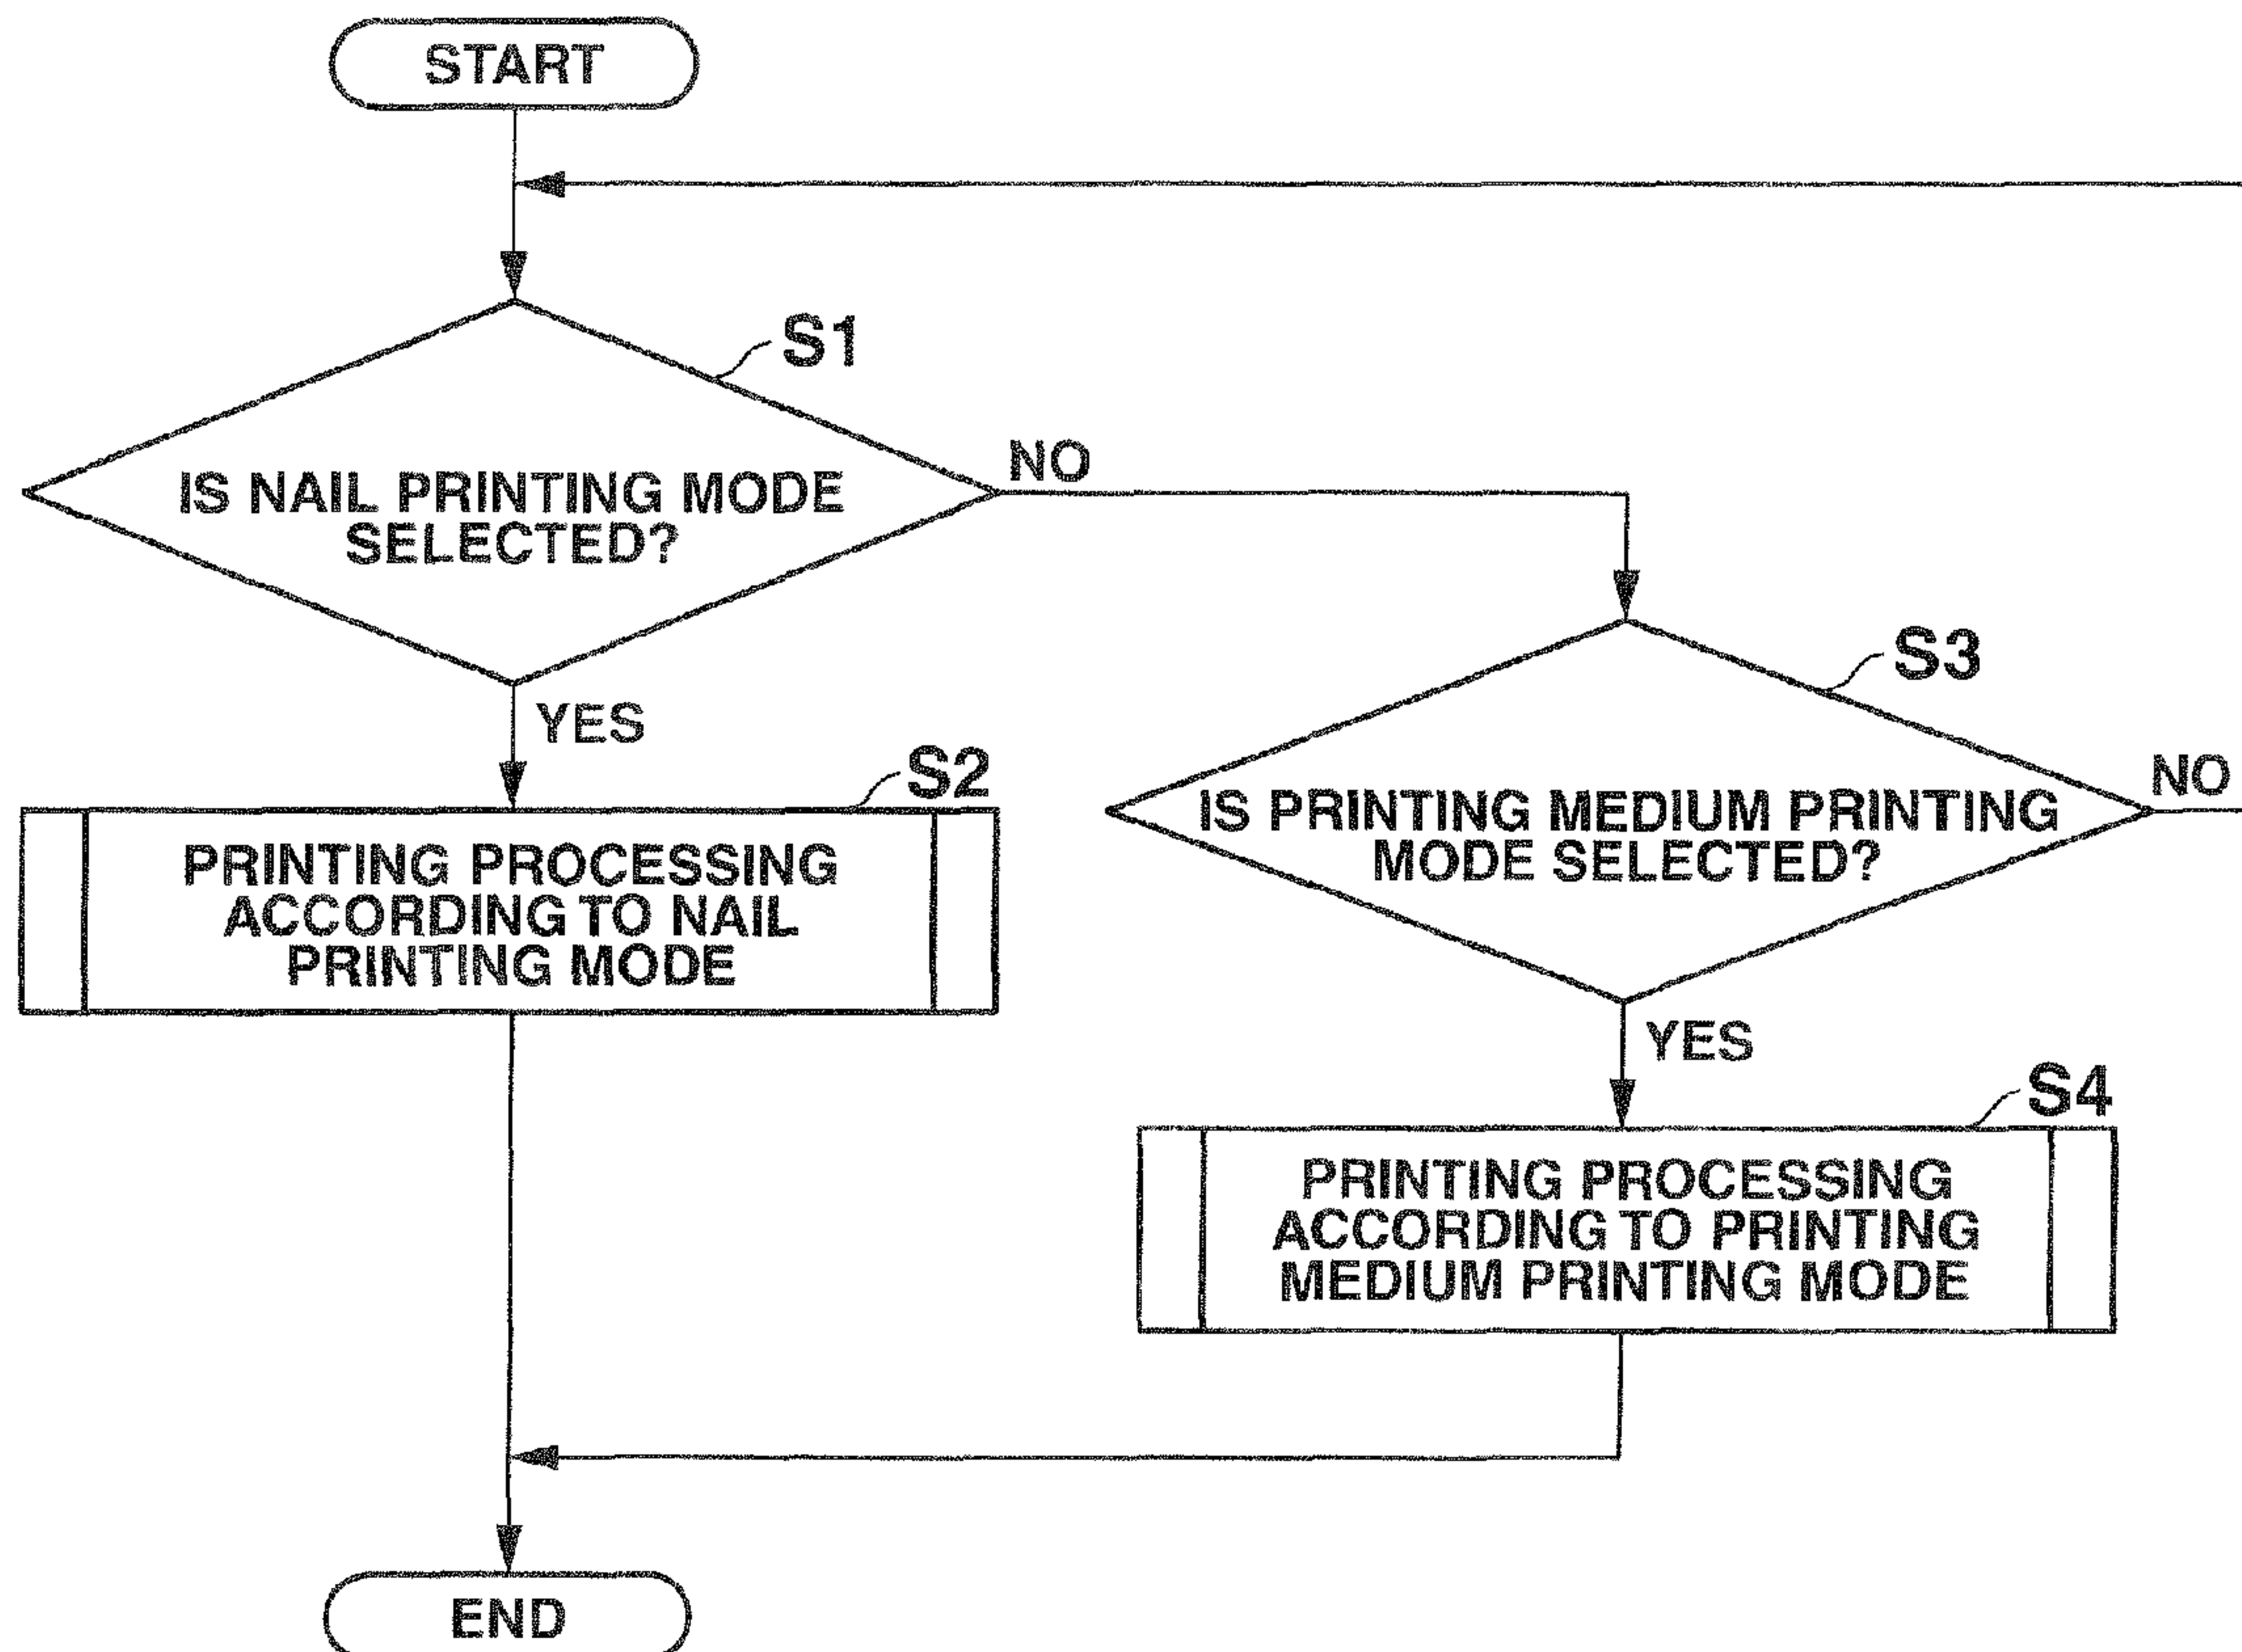 START
S1
IS NAIL PRINTING MODE
SELECTED?
NO
YES
S2
PRINTING PROCESSING
ACCORDING TO NAIL
PRINTING MODE
S3
IS PRINTING MEDIUM PRINTING
MODE SELECTED?
NO
YES
S4
PRINTING PROCESSING
ACCORDING TO PRINTING
MEDIUM PRINTING MODE
END